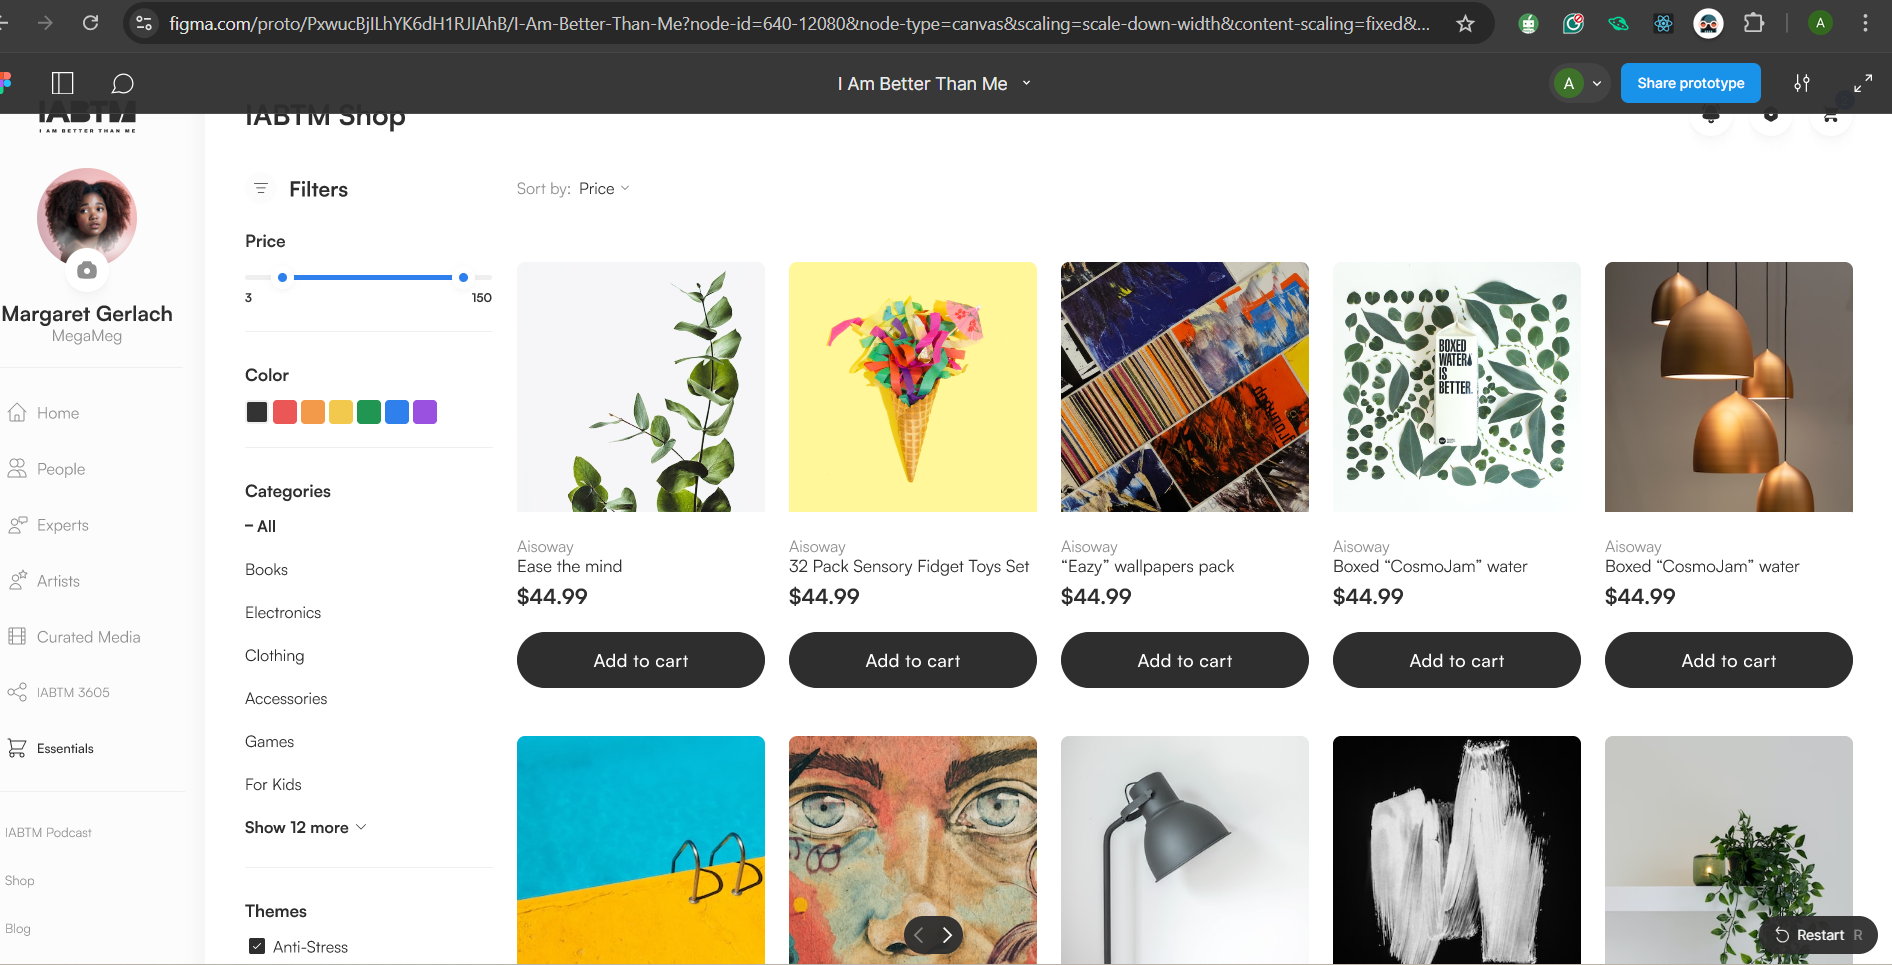 figma.com/proto/PxwucBjILhYK6dH1RJIAhB/I-Am-Better-Than-Me?node-id=640-12080&node-type=canvas&scaling=scale-down-width&content-scaling=fixed&...
A
I Am Better Than Me
A
Share prototype
IABTM
I AM BETTER THAN ME
IABTM Shop
Margaret Gerlach
MegaMeg
Home
People
Experts
Artists
Curated Media
IABTM 3605
Essentials
IABTM Podcast
Shop
Blog
Filters
Price
3
150
Color
Categories
All
Books
Electronics
Clothing
Accessories
Games
For Kids
Show 12 more
Themes
Anti-Stress
Sort by: Price
BOXED
WATER
IS
BETTER.
Aisoway
Ease the mind
$44.99
Add to cart
Aisoway
32 Pack Sensory Fidget Toys Set
$44.99
Add to cart
Aisoway
“Eazy” wallpapers pack
$44.99
Add to cart
Aisoway
Boxed “CosmoJam” water
$44.99
Add to cart
Aisoway
Boxed “CosmoJam” water
$44.99
Add to cart
Restart R